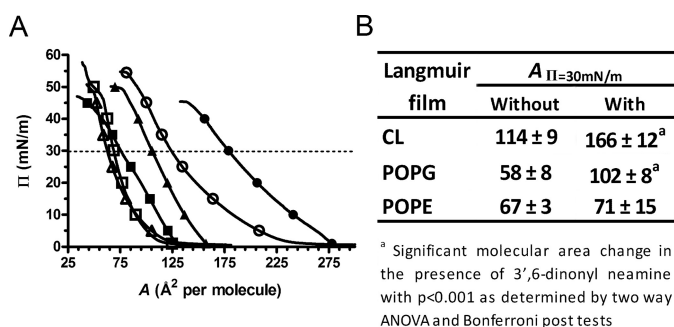 A
Π (mN/m)
60
50
40
30
20
10
0
25 75 125 175 225 275
A (Å² per molecule)
B
Langmuir film
A Π=30mN/m
Without With
CL 114 ± 9 166 ± 12ᵃ
POPG 58 ± 8 102 ± 8ᵃ
POPE 67 ± 3 71 ± 15
ᵃ Significant molecular area change in
the presence of 3',6-dinonyl neamine
with p<0.001 as determined by two way
ANOVA and Bonferroni post tests